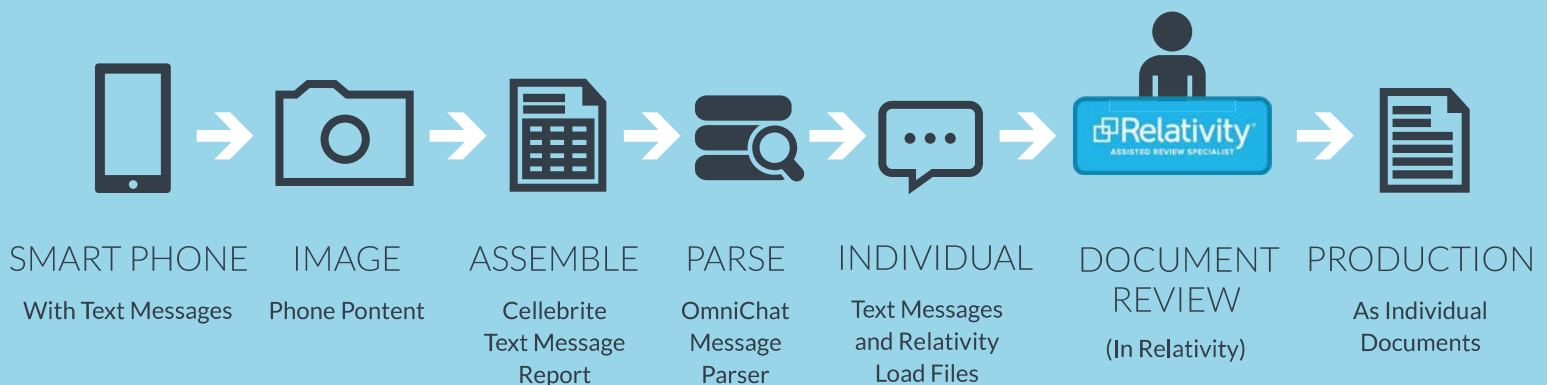 Relativity
ASSISTED REVIEW SPECIALIST
SMART PHONE
With Text Messages
IMAGE
Phone Pontent
ASSEMBLE
Cellebrite
Text Message
Report
PARSE
OmniChat
Message
Parser
INDIVIDUAL
Text Messages
and Relativity
Load Files
DOCUMENT
REVIEW
(In Relativity)
PRODUCTION
As Individual
Documents